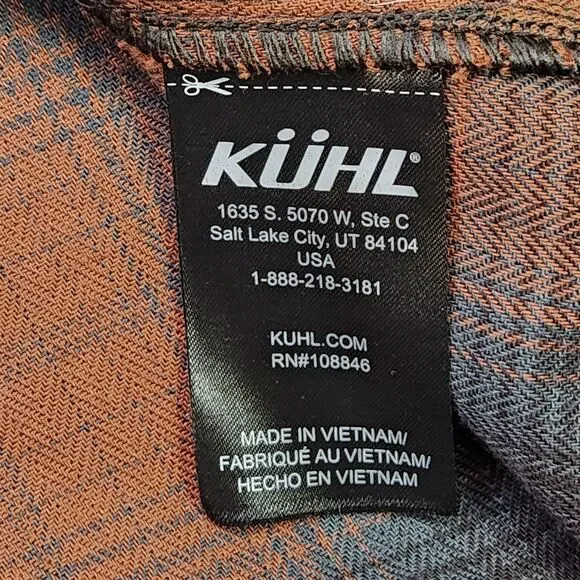 KÜHL®
1635 S. 5070 W, Ste C
Salt Lake City, UT 84104
USA
1-888-218-3181
KUHL.COM
RN#108846
MADE IN VIETNAM/
FABRIQUÉ AU VIETNAM/
HECHO EN VIETNAM